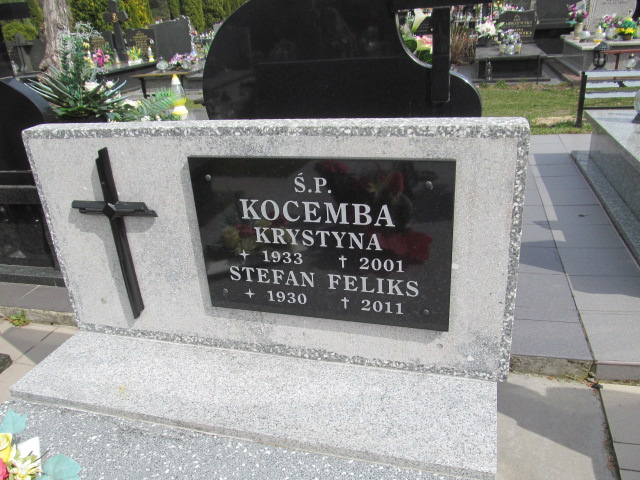 Ś.P.
KOCEMBA
KRYSTYNA
✦ 1933 † 2001
STEFAN FELIKS
✦ 1930 † 2011